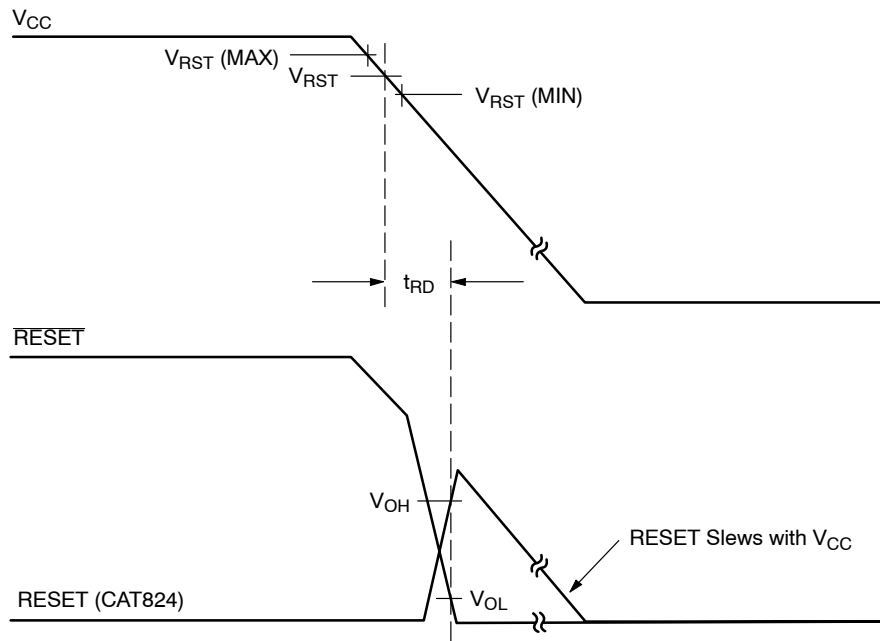 VCC
VRST (MAX)
VRST
VRST (MIN)
tRD
RESET
VOH
RESET Slews with VCC
RESET (CAT824)
VOL